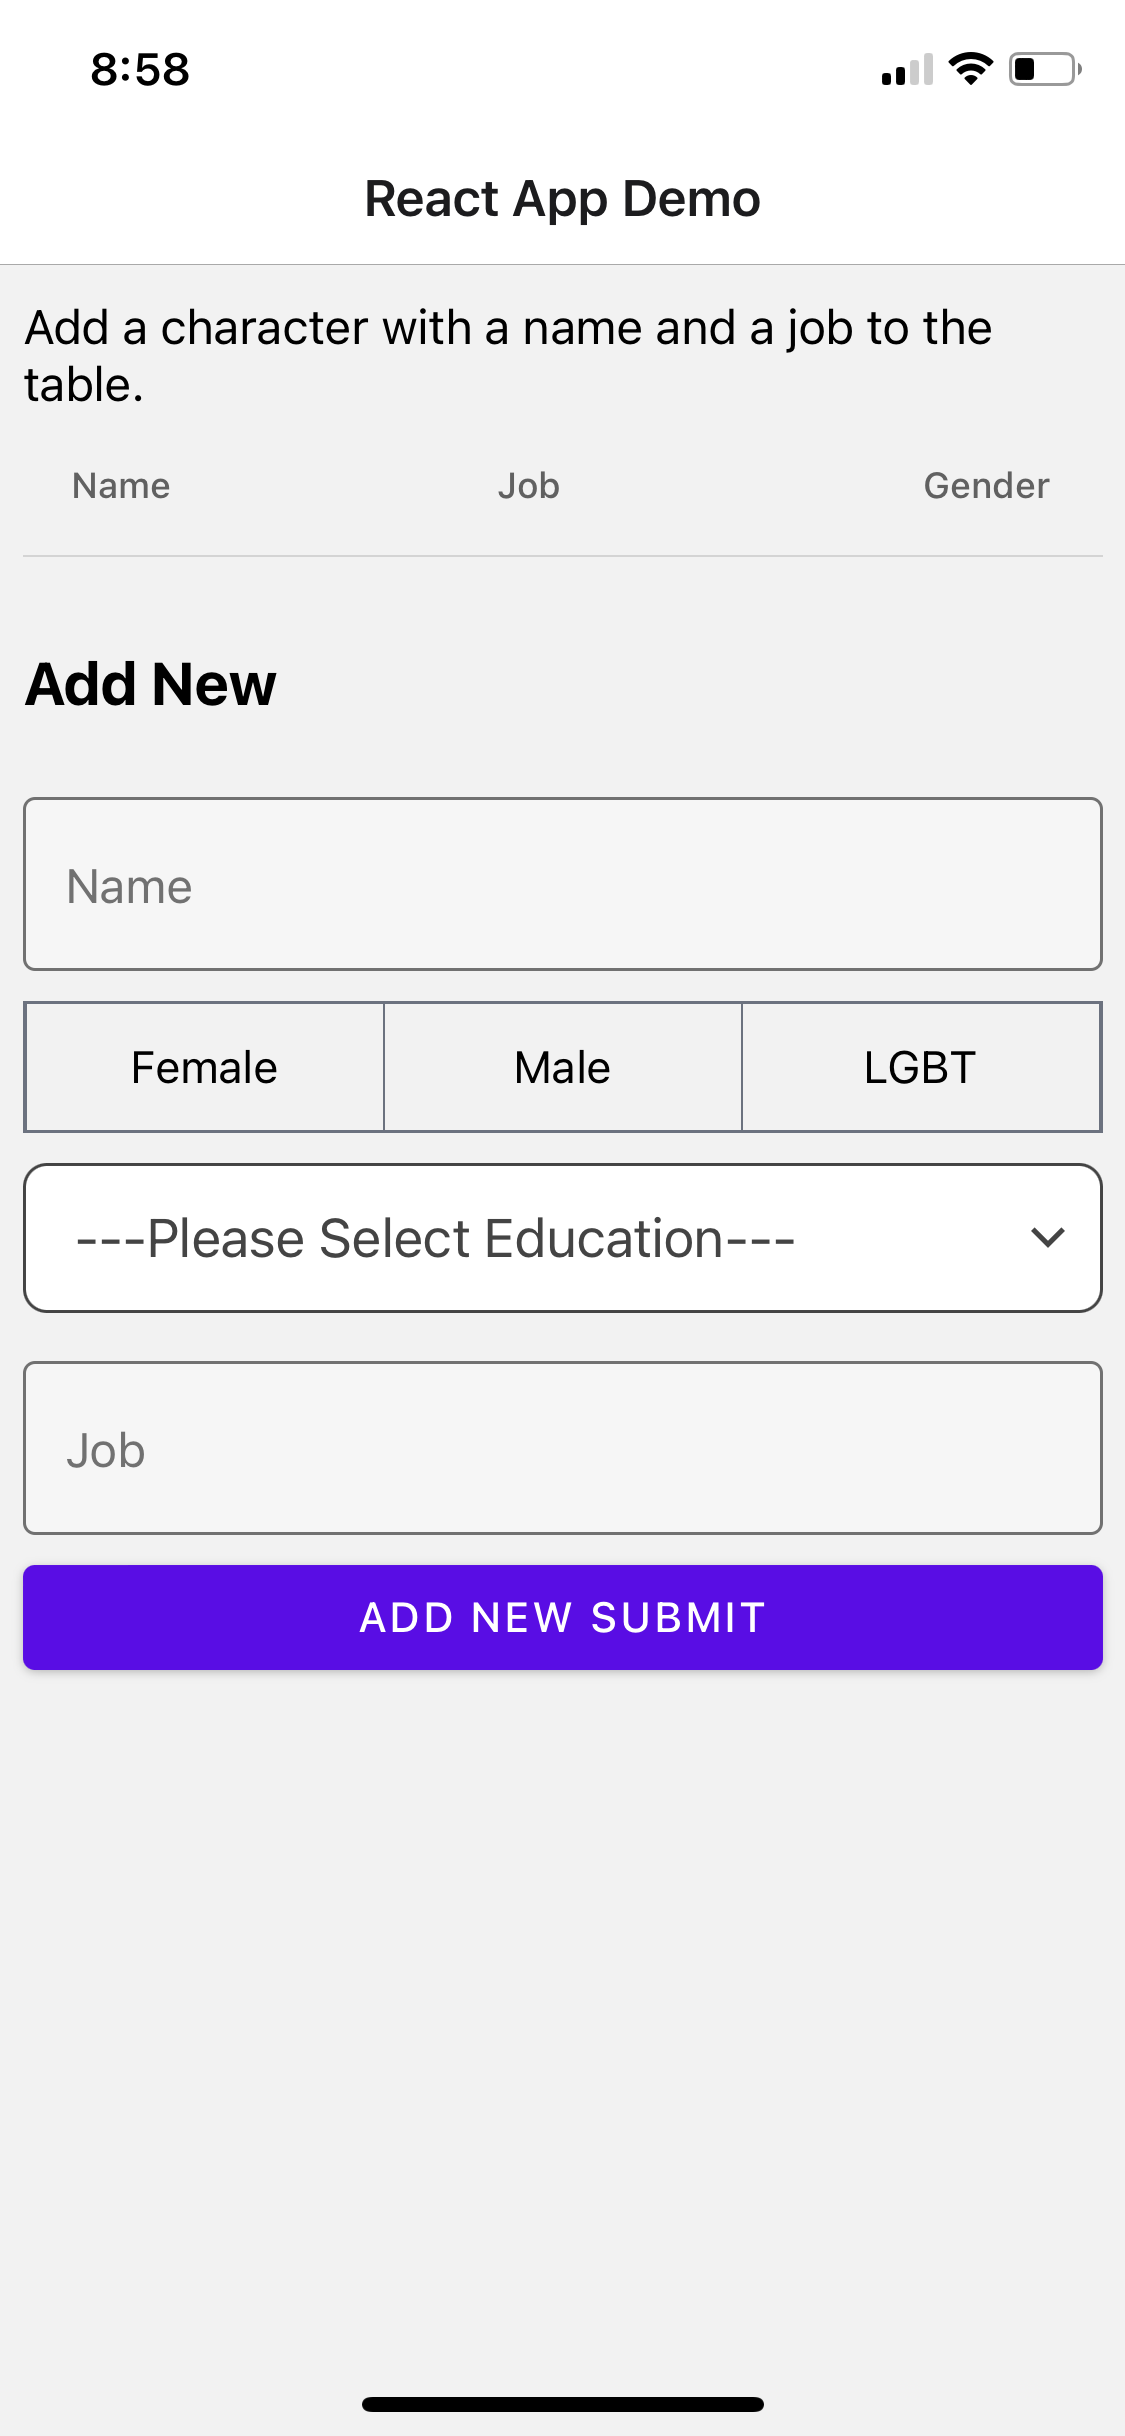 8:58
React App Demo
Add a character with a name and a job to the
table.
Name Job Gender
Add New
Name
Female Male LGBT
---Please Select Education---
Job
ADD NEW SUBMIT